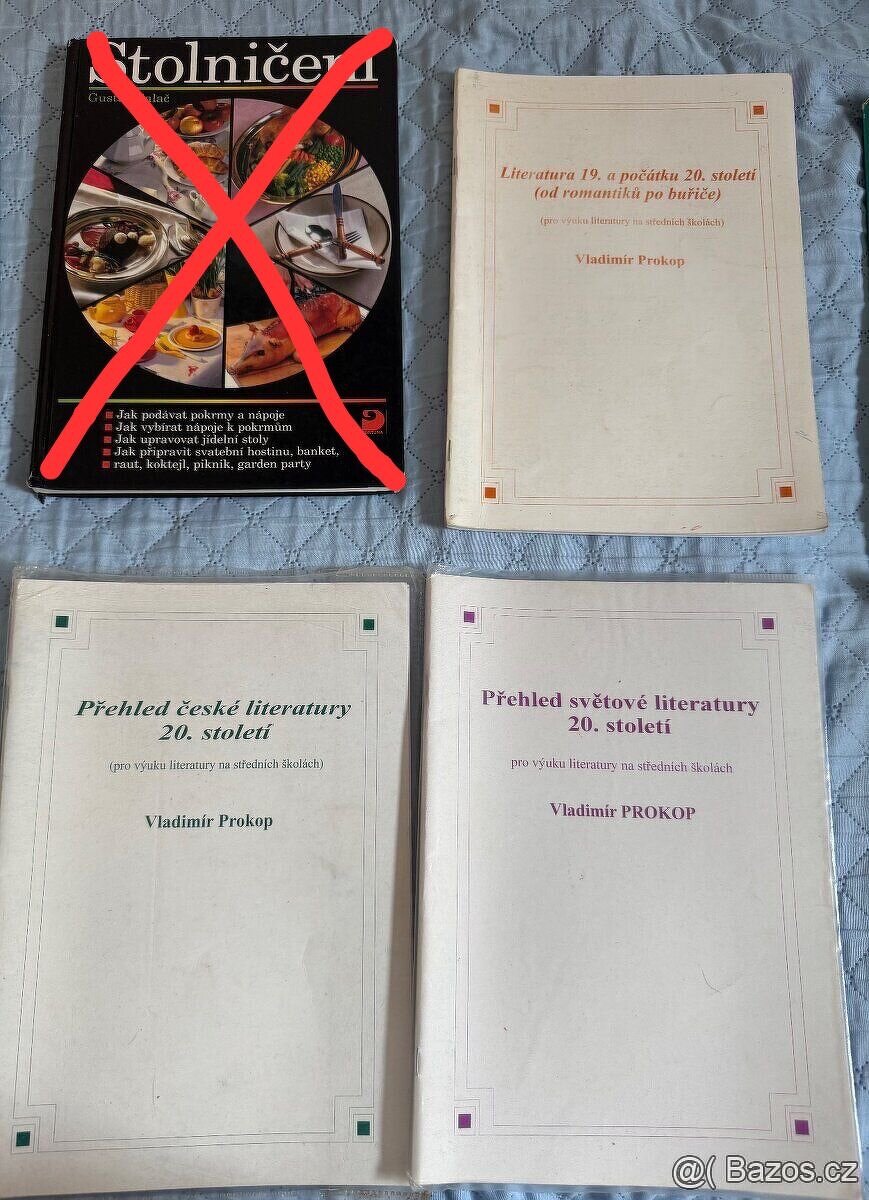 Stolničení
Jak podávat pokrmy a nápoje
Jak vybírat nápoje k pokrmům
Jak upravovat jídelní stoly
Jak připravit svatební hostinu, banket,
raut, koktejl, piknik, garden party
Literatura 19. a počátku 20. století
(od romantiků po buřiče)
(pro výuku literatury na středních školách)
Vladimír Prokop
Přehled české literatury
20. století
(pro výuku literatury na středních školách)
Vladimír Prokop
Přehled světové literatury
20. století
pro výuku literatury na středních školách
Vladimír PROKOP
@( Bazos.cz